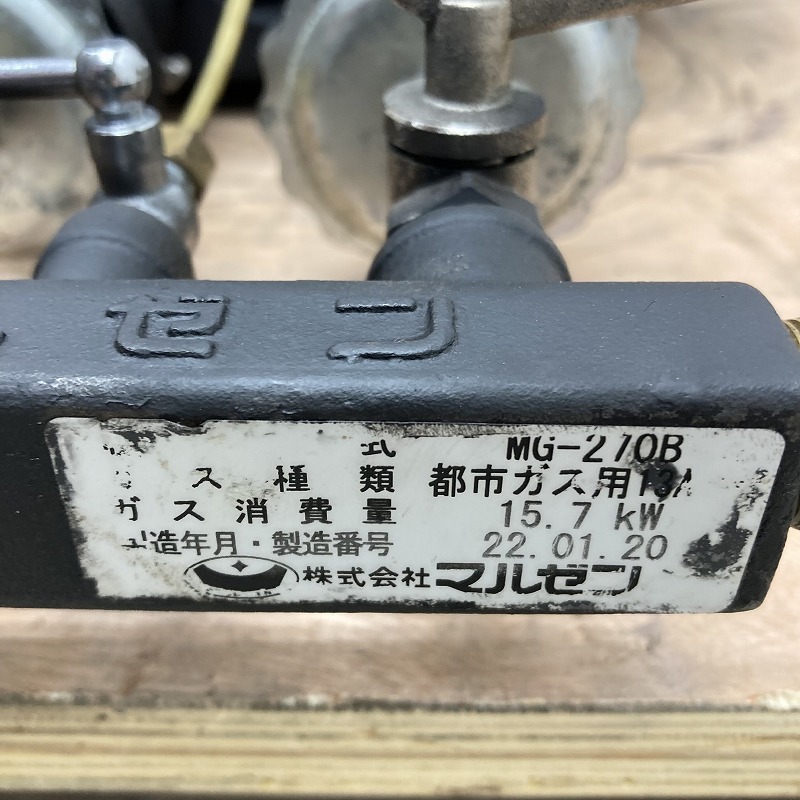 セン
式 MG-270B
ス種類 都市ガス用13A
ガス消費量 15.7 kW
造年月・製造番号 22.01.20
株式会社 マルゼン